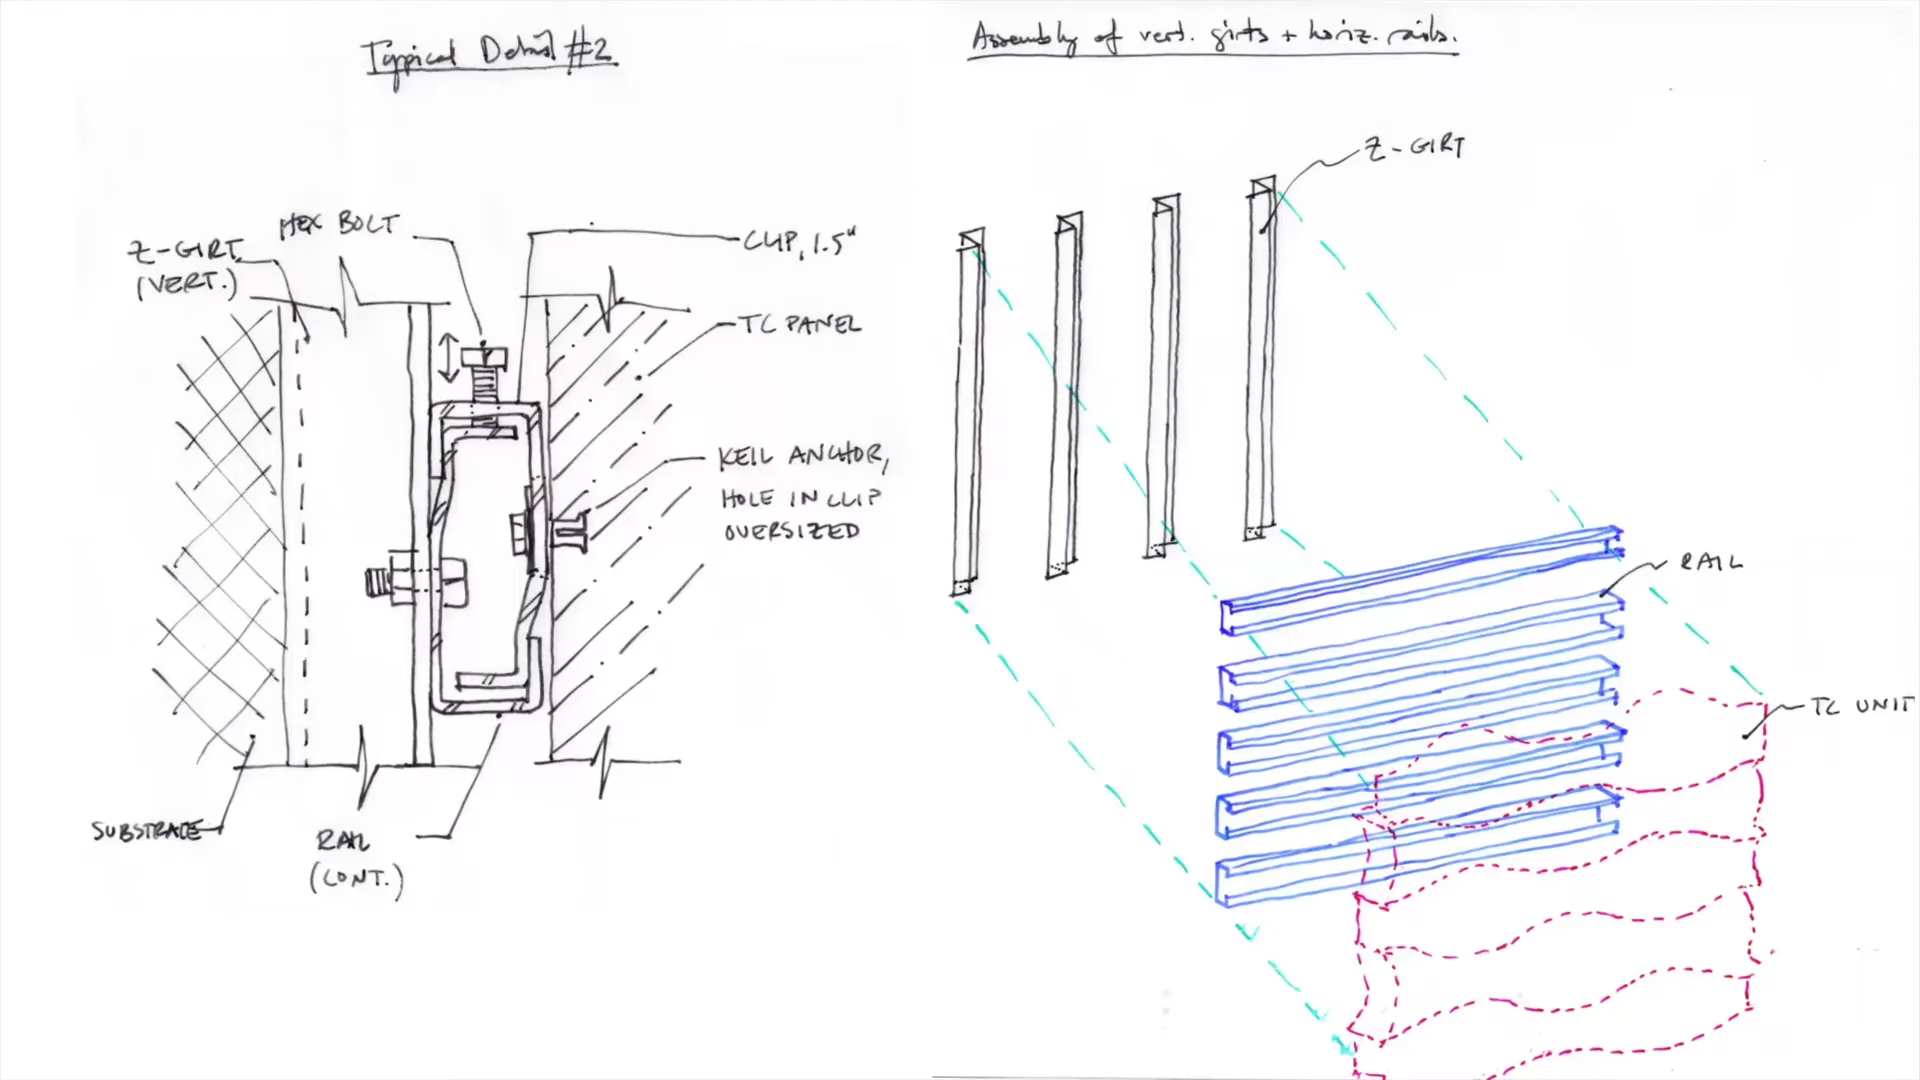 Typical Detail #2
Assembly of vert. girts + horiz. rails.
Z-GIRT
(VERT.)
HEX BOLT
CLIP, 1.5"
TC PANEL
KEIL ANCHOR,
HOLE IN CLIP
OVERSIZED
SUBSTRATE
RAIL
(CONT.)
Z-GIRT
RAIL
TC UNIT